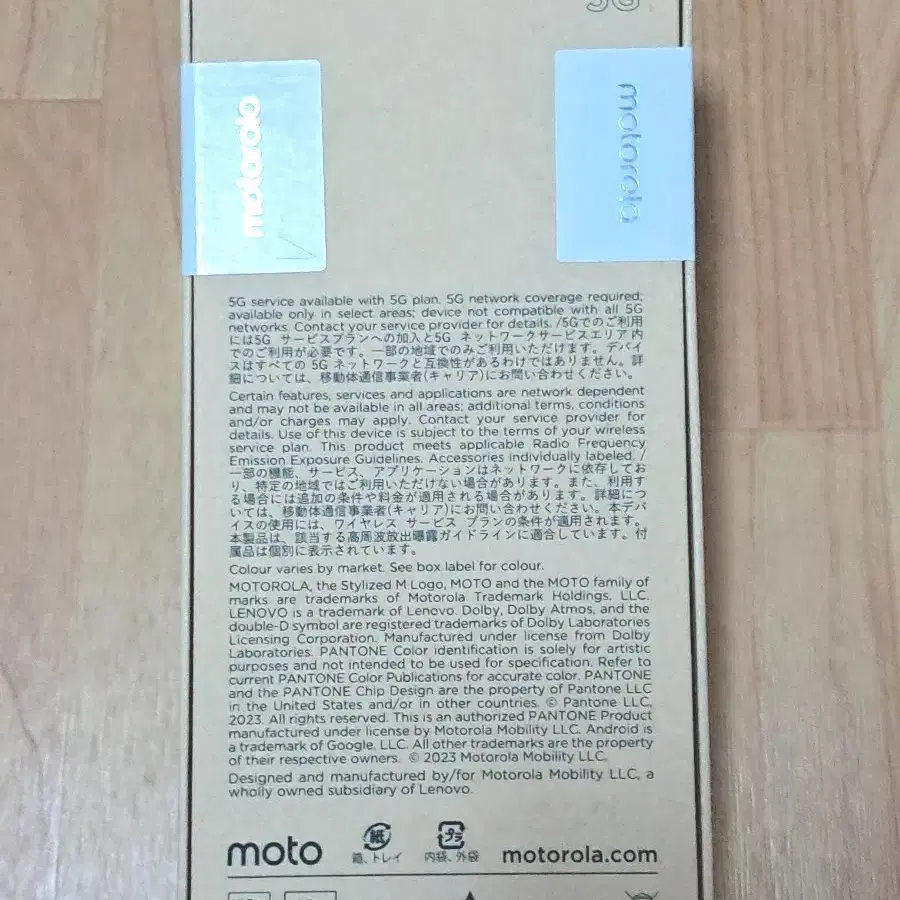 5G
motorola
motorola
5G service available with 5G plan. 5G network coverage required;
available only in select areas; device not compatible with all 5G
networks. Contact your service provider for details. /5Gでのご利用
には5G サービスプランへの加入と5G ネットワークサービスエリア内
でのご利用が必要です。一部の地域でのみご利用いただけます。デバイ
スはすべての 5G ネットワークと互換性があるわけではありません。詳
細については、移動体通信事業者(キャリア)にお問い合わせください。
Certain features, services and applications are network dependent
and may not be available in all areas; additional terms, conditions
and/or charges may apply. Contact your service provider for
details. Use of this device is subject to the terms of your wireless
service plan. This product meets applicable Radio Frequency
Emission Exposure Guidelines. Accessories individually labeled. /
一部の機能、サービス、アプリケーションはネットワークに依存してお
り、特定の地域ではご利用いただけない場合があります。また、利用す
る場合には追加の条件や料金が適用される場合があります。詳細につい
ては、移動体通信事業者(キャリア)にお問い合わせください。本デバ
イスの使用には、ワイヤレス サービス プランの条件が適用されます。
本製品は、該当する高周波放出曝露ガイドラインに適合しています。付
属品は個別に表示されています。
Colour varies by market. See box label for colour.
MOTOROLA, the Stylized M Logo, MOTO and the MOTO family of
marks are trademarks of Motorola Trademark Holdings, LLC.
LENOVO is a trademark of Lenovo. Dolby, Dolby Atmos, and the
double-D symbol are registered trademarks of Dolby Laboratories
Licensing Corporation. Manufactured under license from Dolby
Laboratories. PANTONE Color identification is solely for artistic
purposes and not intended to be used for specification. Refer to
current PANTONE Color Publications for accurate color. PANTONE
and the PANTONE Chip Design are the property of Pantone LLC
in the United States and/or in other countries. © Pantone LLC,
2023. All rights reserved. This is an authorized PANTONE Product
manufactured under license by Motorola Mobility LLC. Android is
a trademark of Google, LLC. All other trademarks are the property
of their respective owners. © 2023 Motorola Mobility LLC.
Designed and manufactured by/for Motorola Mobility LLC, a
wholly owned subsidiary of Lenovo.
moto
紙
箱、トレイ
プラ
内袋、外袋
motorola.com